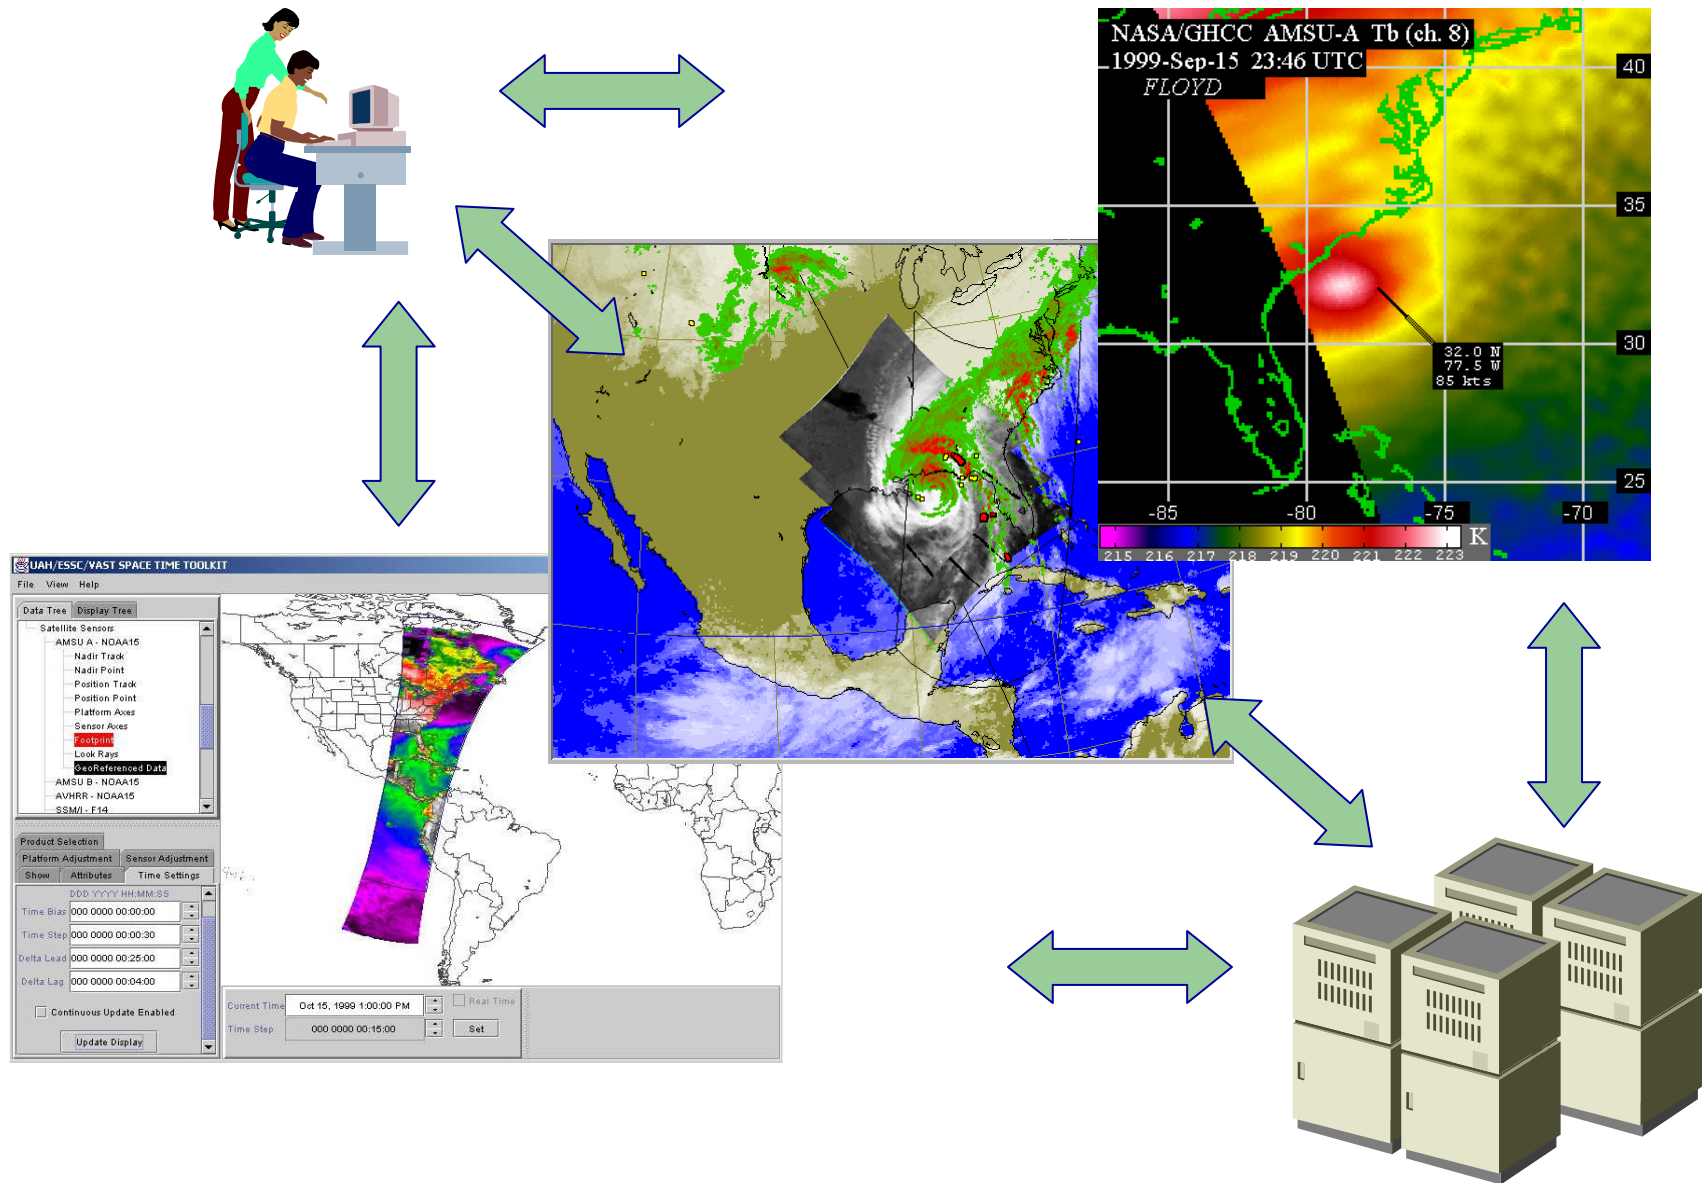 NASA/GHCC AMSU-A Tb (ch. 8)
1999-Sep-15 23:46 UTC
FLOYD
40
35
30
25
32.0 N
77.5 W
85 kts
-85
-80
-75
-70
K
215 216 217 218 219 220 221 222 223
UAH/ESSC/VAST SPACE TIME TOOLKIT
File View Help
Data Tree
Display Tree
Satellite Sensors
AMSU A - NOAA15
Nadir Track
Nadir Point
Position Track
Position Point
Platform Axes
Sensor Axes
Footprint
Look Rays
GeoReferenced Data
AMSU B - NOAA15
AVHRR - NOAA15
SSM/I - F14
Product Selection
Platform Adjustment
Sensor Adjustment
Show
Attributes
Time Settings
DDD YYYY HH:MM:SS
Time Bias 000 0000 00:00:00
Time Step 000 0000 00:00:30
Delta Lead 000 0000 00:25:00
Delta Lag 000 0000 00:04:00
Continuous Update Enabled
Update Display
Current Time Oct 15, 1999 1:00:00 PM
Real Time
Time Step 000 0000 00:15:00
Set